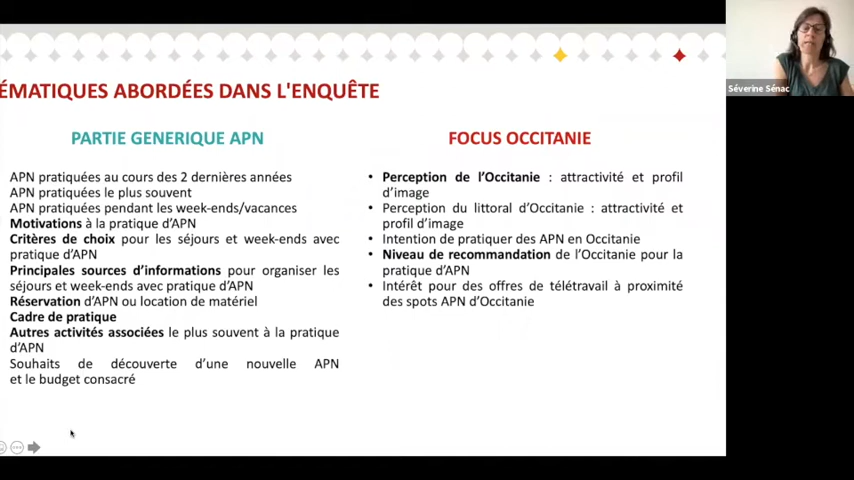 ÉMATIQUES ABORDÉES DANS L'ENQUÊTE
PARTIE GENERIQUE APN
APN pratiquées au cours des 2 dernières années
APN pratiquées le plus souvent
APN pratiquées pendant les week-ends/vacances
Motivations à la pratique d'APN
Critères de choix pour les séjours et week-ends avec
pratique d'APN
Principales sources d'informations pour organiser les
séjours et week-ends avec pratique d'APN
Réservation d'APN ou location de matériel
Cadre de pratique
Autres activités associées le plus souvent à la pratique
d'APN
Souhaits de découverte d'une nouvelle APN
et le budget consacré
FOCUS OCCITANIE
• Perception de l'Occitanie : attractivité et profil
d'image
• Perception du littoral d'Occitanie : attractivité et
profil d'image
• Intention de pratiquer des APN en Occitanie
• Niveau de recommandation de l'Occitanie pour la
pratique d'APN
• Intérêt pour des offres de télétravail à proximité
des spots APN d'Occitanie
Séverine Sénac